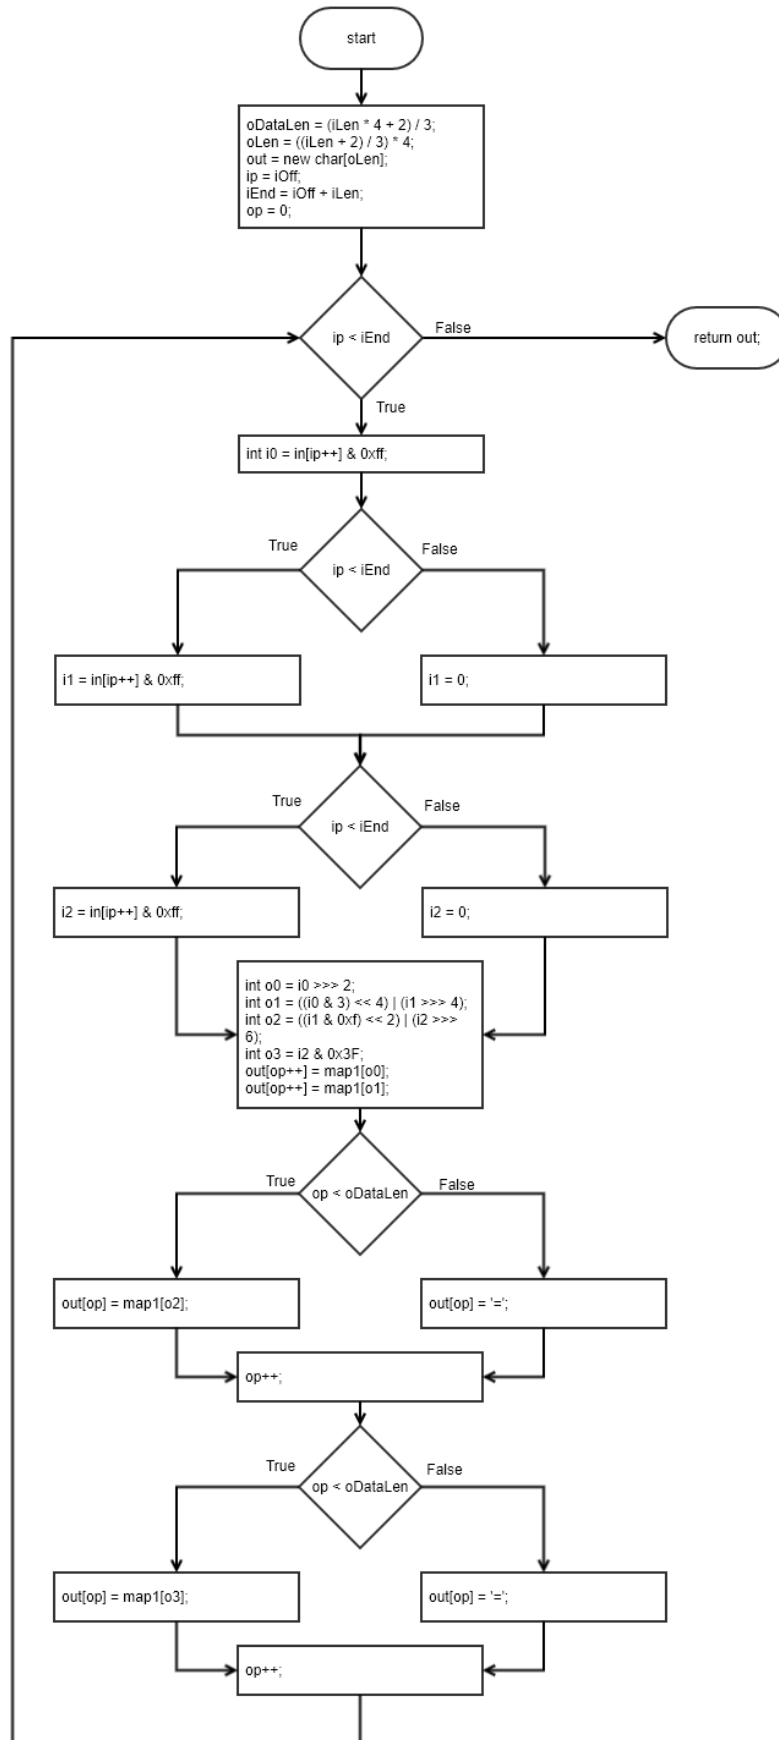 start
oDataLen = (iLen * 4 + 2) / 3;
oLen = ((iLen + 2) / 3) * 4;
out = new char[oLen];
ip = iOff;
iEnd = iOff + iLen;
op = 0;
ip < iEnd
False
return out;
True
int i0 = in[ip++] & 0xff;
True
ip < iEnd
False
i1 = in[ip++] & 0xff;
i1 = 0;
True
ip < iEnd
False
i2 = in[ip++] & 0xff;
i2 = 0;
int o0 = i0 >>> 2;
int o1 = ((i0 & 3) << 4) | (i1 >>> 4);
int o2 = ((i1 & 0xf) << 2) | (i2 >>>
6);
int o3 = i2 & 0x3F;
out[op++] = map1[o0];
out[op++] = map1[o1];
True
op < oDataLen
False
out[op] = map1[o2];
out[op] = '=';
op++;
True
op < oDataLen
False
out[op] = map1[o3];
out[op] = '=';
op++;